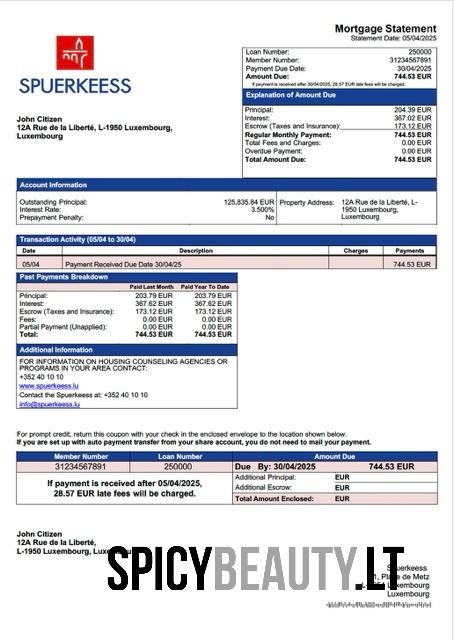 Mortgage Statement
Statement Date: 05/04/2025
SPUERKEESS
Loan Number: 250000
Member Number: 31234567891
Payment Due Date: 30/04/2025
Amount Due: 744.53 EUR
If payment is received after 30/04/2025, 28.57 EUR late fees will be charged.
Explanation of Amount Due
Principal: 204.39 EUR
Interest: 367.02 EUR
Escrow (Taxes and Insurance): 173.12 EUR
Regular Monthly Payment: 744.53 EUR
Total Fees and Charges: 0.00 EUR
Overdue Payment: 0.00 EUR
Total Amount Due: 744.53 EUR
John Citizen
12A Rue de la Liberté, L-1950 Luxembourg,
Luxembourg
Account Information
Outstanding Principal: 125,835.84 EUR
Interest Rate: 3.500%
Prepayment Penalty: No
Property Address: 12A Rue de la Liberté, L-
1950 Luxembourg,
Luxembourg
Transaction Activity (05/04 to 30/04)
Date Description Charges Payments
05/04 Payment Received Due Date 30/04/25 744.53 EUR
Past Payments Breakdown
Paid Last Month Paid Year To Date
Principal: 203.79 EUR 203.79 EUR
Interest: 367.62 EUR 367.62 EUR
Escrow (Taxes and Insurance): 173.12 EUR 173.12 EUR
Fees: 0.00 EUR 0.00 EUR
Partial Payment (Unapplied): 0.00 EUR 0.00 EUR
Total: 744.53 EUR 744.53 EUR
Additional Information
FOR INFORMATION ON HOUSING COUNSELING AGENCIES OR
PROGRAMS IN YOUR AREA CONTACT:
+352 40 10 10
www.spuerkeess.lu
Contact the Spuerkeess at: +352 40 10 10
info@spuerkeess.lu
For prompt credit, return this coupon with your check in the enclosed envelope to the location shown below.
If you are set up with auto payment transfer from your share account, you do not need to mail your payment.
Member Number Loan Number Amount Due
31234567891 250000 Due By: 30/04/2025 744.53 EUR
If payment is received after 05/04/2025,
28.57 EUR late fees will be charged.
Additional Principal: EUR
Additional Escrow: EUR
Total Amount Enclosed: EUR
John Citizen
12A Rue de la Liberté,
L-1950 Luxembourg, Luxembourg
SPICYBEAUTY.LT
Spuerkeess
1, Place de Metz
Luxembourg
Luxembourg